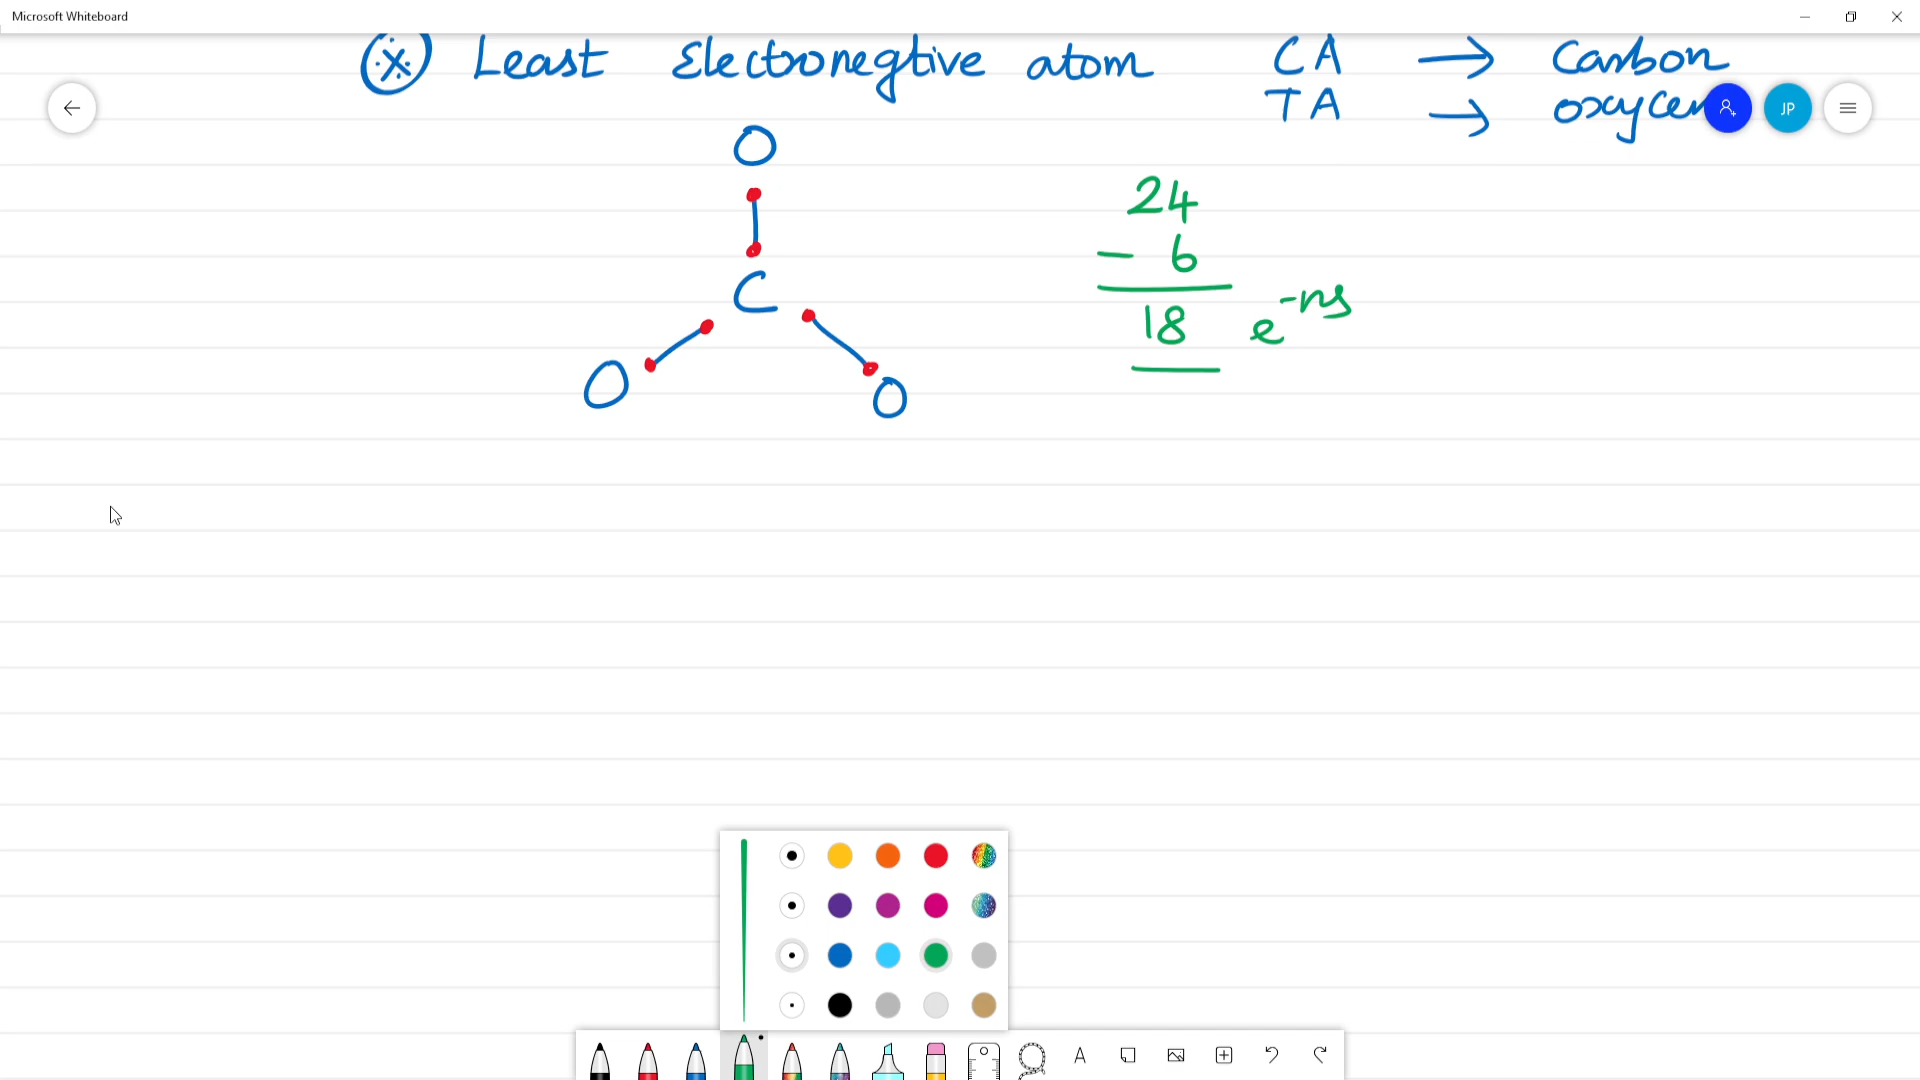 Microsoft Whiteboard
Least Electronegtive atom CA → Carbon
TA → oxycen
JP
O
24
- 6
C
18 e-ns
O O
A